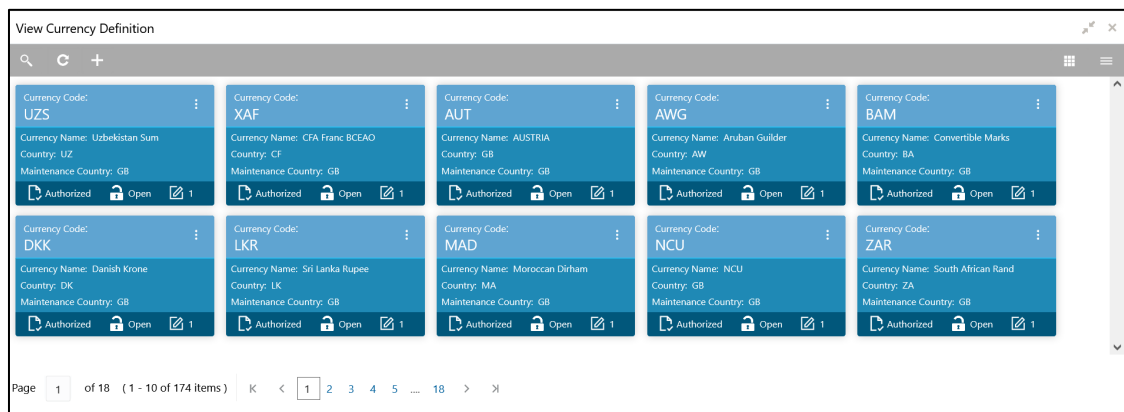 View Currency Definition
Currency Code:
UZS
Currency Name: Uzbekistan Sum
Country: UZ
Maintenance Country: GB
Authorized Open 1
Currency Code:
XAF
Currency Name: CFA Franc BCEAO
Country: CF
Maintenance Country: GB
Authorized Open 1
Currency Code:
AUT
Currency Name: AUSTRIA
Country: GB
Maintenance Country: GB
Authorized Open 1
Currency Code:
AWG
Currency Name: Aruban Guilder
Country: AW
Maintenance Country: GB
Authorized Open 1
Currency Code:
BAM
Currency Name: Convertible Marks
Country: BA
Maintenance Country: GB
Authorized Open 1
Currency Code:
DKK
Currency Name: Danish Krone
Country: DK
Maintenance Country: GB
Authorized Open 1
Currency Code:
LKR
Currency Name: Sri Lanka Rupee
Country: LK
Maintenance Country: GB
Authorized Open 1
Currency Code:
MAD
Currency Name: Moroccan Dirham
Country: MA
Maintenance Country: GB
Authorized Open 1
Currency Code:
NCU
Currency Name: NCU
Country: GB
Maintenance Country: GB
Authorized Open 1
Currency Code:
ZAR
Currency Name: South African Rand
Country: ZA
Maintenance Country: GB
Authorized Open 1
Page 1 of 18 ( 1 - 10 of 174 items ) 1 2 3 4 5 .... 18